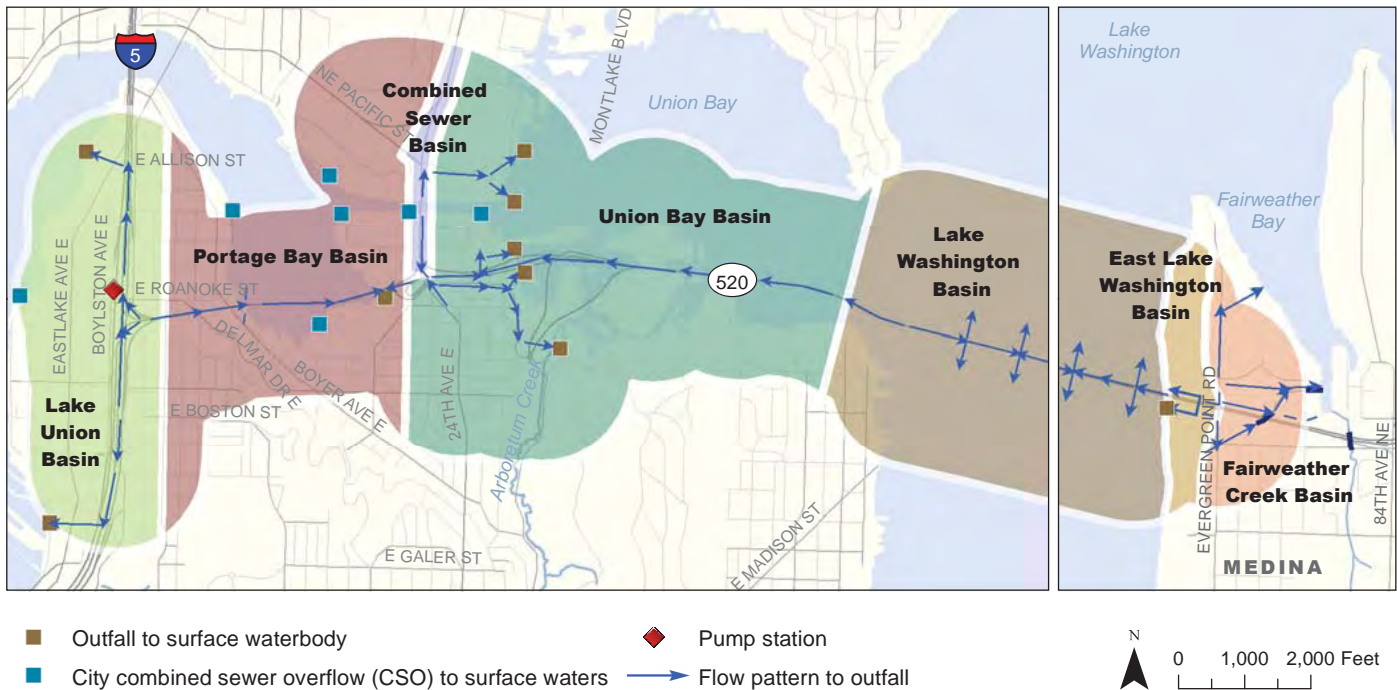 5
Lake
Washington
MONTLAKE BLVD
NE PACIFIC ST
Combined
Sewer
Basin
Union Bay
E ALLISON ST
Fairweather
Bay
EASTLAKE AVE E
BOYLSTON AVE E
Union Bay Basin
Lake
Washington
Basin
Portage Bay Basin
East Lake
Washington
Basin
520
E ROANOKE ST
DELMAR DR E
BOYER AVE E
24TH AVE E
Arboretum Creek
EVERGREEN POINT RD
Lake
Union
Basin
E BOSTON ST
Fairweather
Creek Basin
84TH AVE NE
E GALER ST
E MADISON ST
MEDINA
Outfall to surface waterbody
Pump station
City combined sewer overflow (CSO) to surface waters
Flow pattern to outfall
N
0 1,000 2,000 Feet